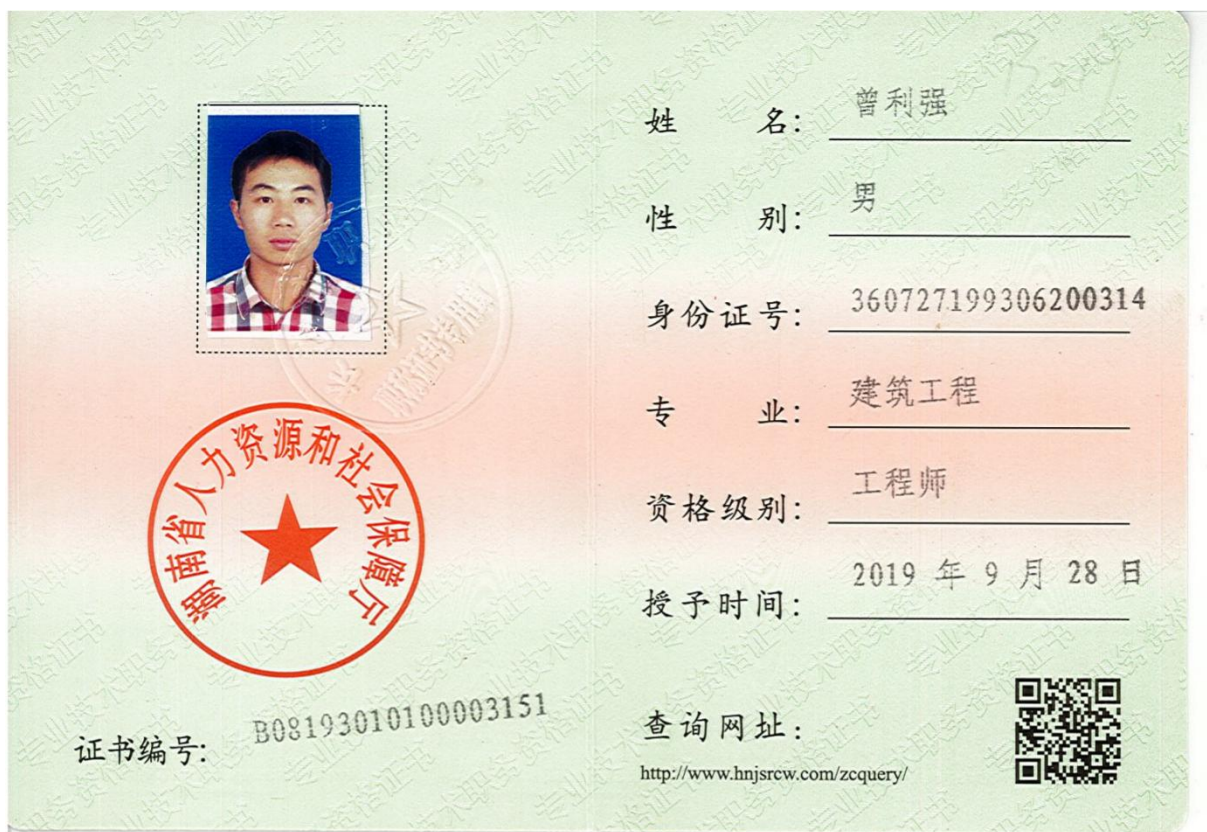 姓名：曾利强
性别：男
身份证号：360727199306200314
专业：建筑工程
资格级别：工程师
授予时间：2019 年 9 月 28 日
查询网址：
http://www.hnjsrcw.com/zcquery/
湖南省人力资源和社会保障厅
证书编号：B08193010100003151